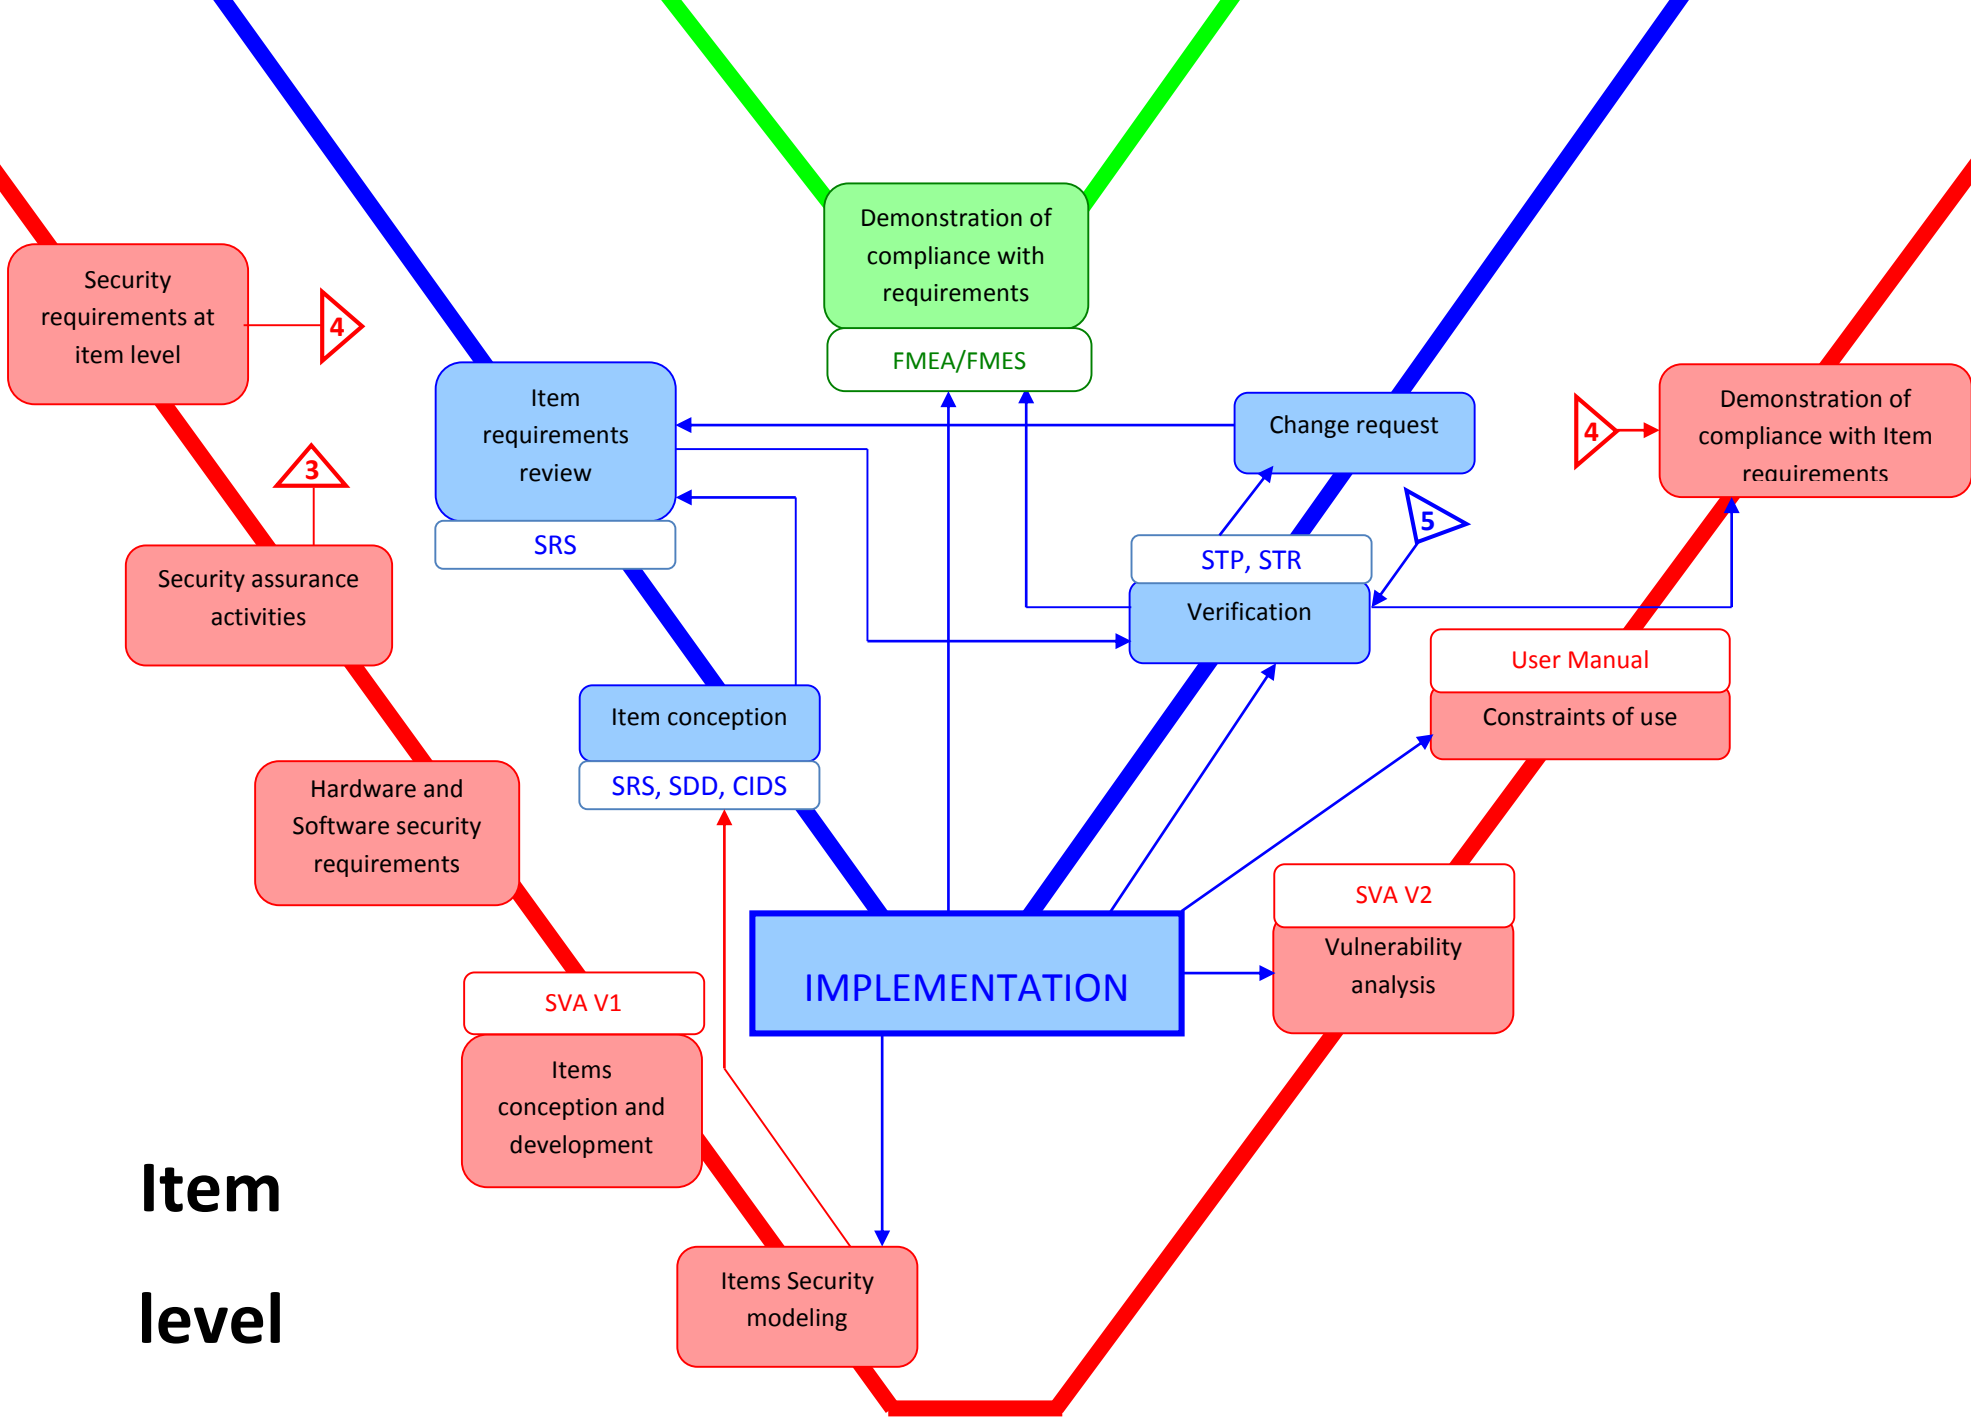 Demonstration of
compliance with
requirements
FMEA/FMES
Security
requirements at
item level
4
Item
requirements
review
SRS
Change request
4
Demonstration of
compliance with Item
requirements
3
5
Security assurance
activities
STP, STR
Verification
User Manual
Constraints of use
Item conception
SRS, SDD, CIDS
Hardware and
Software security
requirements
SVA V2
Vulnerability
analysis
IMPLEMENTATION
SVA V1
Items
conception and
development
Items Security
modeling
Item
level